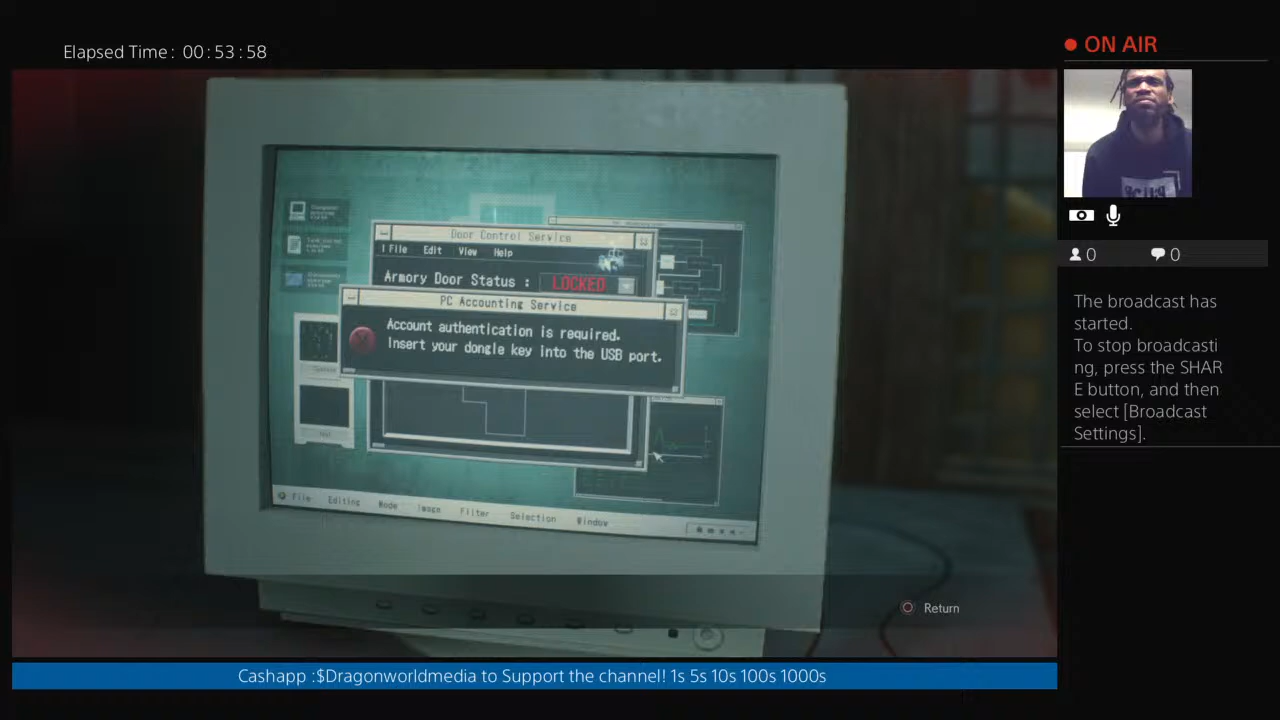 Elapsed Time: 00:53:58
ON AIR
0
0
The broadcast has
started.
To stop broadcasti
ng, press the SHAR
E button, and then
select [Broadcast
Settings].
Door Control Service
File Edit View Help
Armory Door Status : LOCKED
PC Accounting Service
Account authentication is required.
Insert your dongle key into the USB port.
File Editing Mode Image Filter Selection Window
Return
Cashapp :$Dragonworldmedia to Support the channel! 1s 5s 10s 100s 1000s